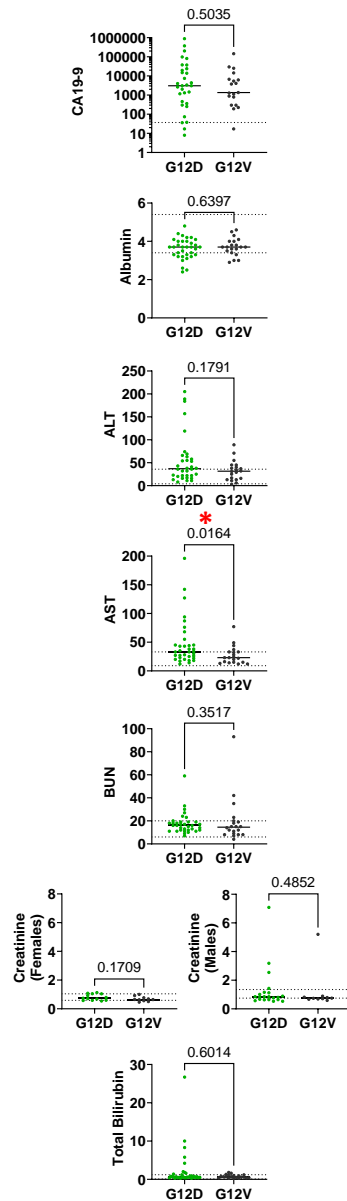 0.5035
CA19-9
1000000
100000
10000
1000
100
10
1
G12D G12V
0.6397
Albumin
6
4
2
0
G12D G12V
0.1791
ALT
250
200
150
100
50
0
G12D G12V
*
0.0164
AST
200
150
100
50
0
G12D G12V
0.3517
BUN
100
80
60
40
20
0
G12D G12V
Creatinine
(Females)
8
6
4
2
0
0.1709
G12D G12V
Creatinine
(Males)
8
6
4
2
0
0.4852
G12D G12V
0.6014
Total Bilirubin
30
20
10
0
G12D G12V